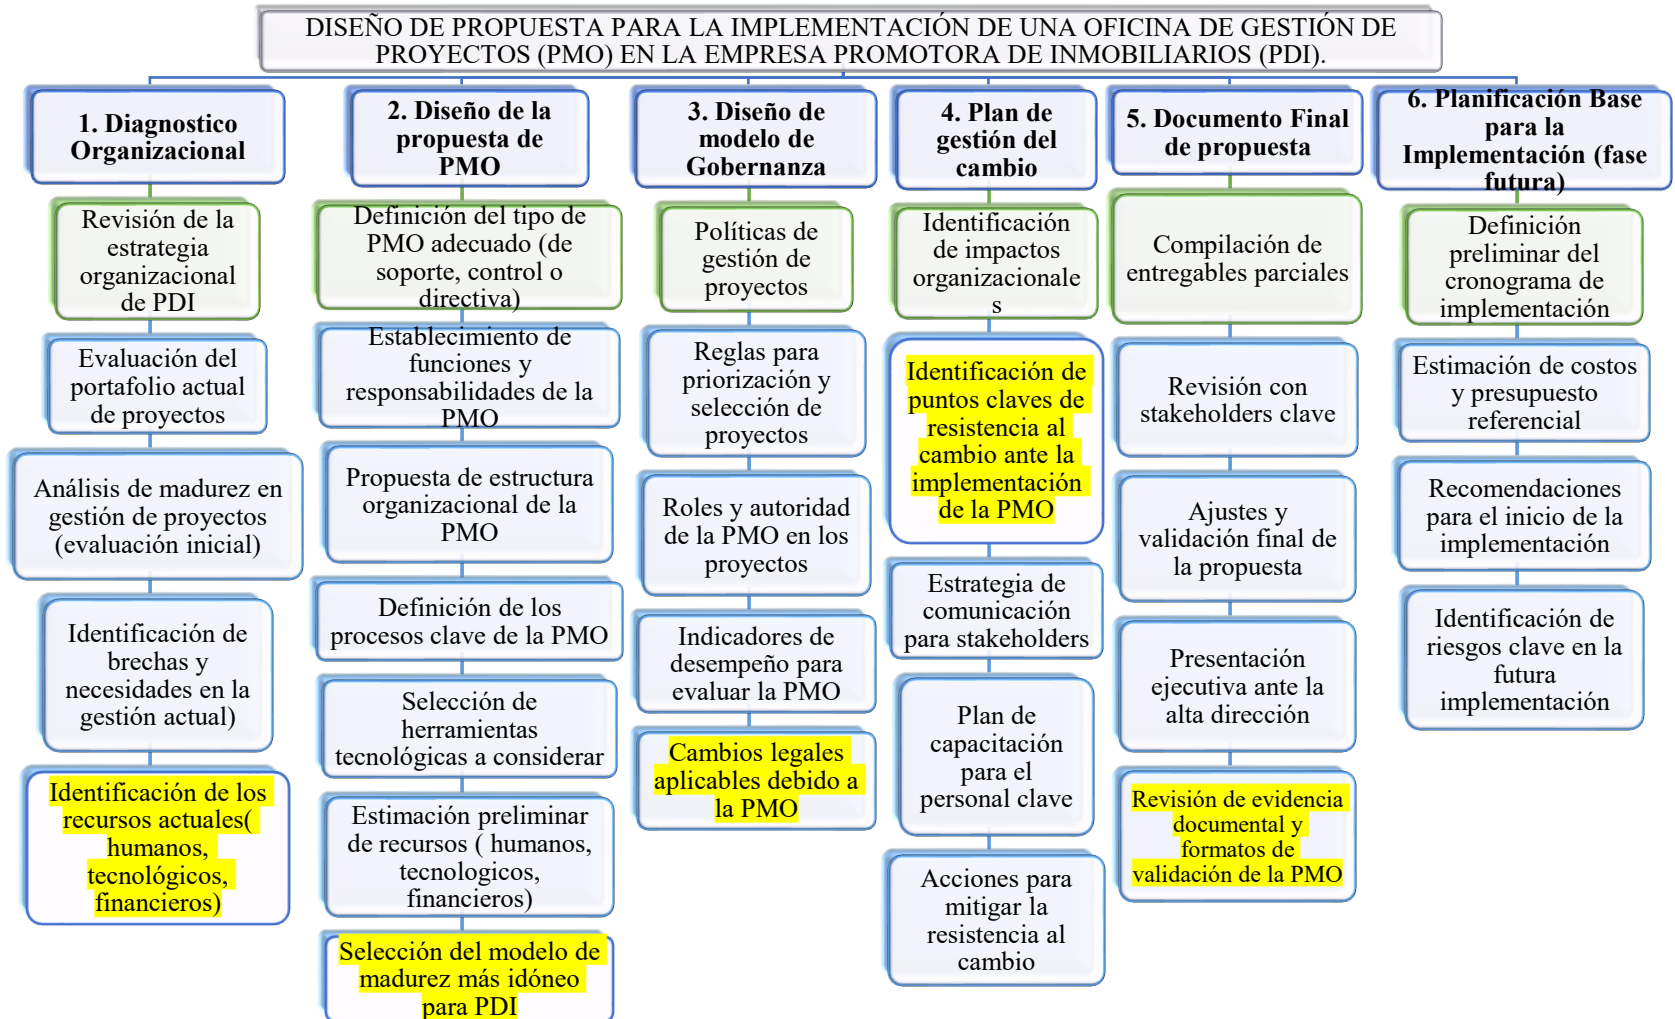 DISEÑO DE PROPUESTA PARA LA IMPLEMENTACIÓN DE UNA OFICINA DE GESTIÓN DE
PROYECTOS (PMO) EN LA EMPRESA PROMOTORA DE INMOBILIARIOS (PDI).
1. Diagnostico
Organizacional
Revisión de la
estrategia
organizacional
de PDI
Evaluación del
portafolio actual
de proyectos
Análisis de madurez en
gestión de proyectos
(evaluación inicial)
Identificación de
brechas y
necesidades en la
gestión actual)
Identificación de los
recursos actuales(
humanos,
tecnológicos,
financieros)
2. Diseño de la
propuesta de
PMO
Definición del tipo de
PMO adecuado (de
soporte, control o
directiva)
Establecimiento de
funciones y
responsabilidades de la
PMO
Propuesta de estructura
organizacional de la
PMO
Definición de los
procesos clave de la PMO
Selección de
herramientas
tecnológicas a considerar
Estimación preliminar
de recursos ( humanos,
tecnologicos,
financieros)
Selección del modelo de
madurez más idóneo
para PDI
3. Diseño de
modelo de
Gobernanza
Políticas de
gestión de
proyectos
Reglas para
priorización y
selección de
proyectos
Roles y autoridad
de la PMO en los
proyectos
Indicadores de
desempeño para
evaluar la PMO
Cambios legales
aplicables debido a
la PMO
4. Plan de
gestión del
cambio
Identificación
de impactos
organizacionale
s
Identificación de
puntos claves de
resistencia al
cambio ante la
implementación
de la PMO
Estrategia de
comunicación
para stakeholders
Plan de
capacitación
para el
personal clave
Acciones para
mitigar la
resistencia al
cambio
5. Documento Final
de propuesta
Compilación de
entregables parciales
Revisión con
stakeholders clave
Ajustes y
validación final de
la propuesta
Presentación
ejecutiva ante la
alta dirección
Revisión de evidencia
documental y
formatos de
validación de la PMO
6. Planificación Base
para la
Implementación (fase
futura)
Definición
preliminar del
cronograma de
implementación
Estimación de costos
y presupuesto
referencial
Recomendaciones
para el inicio de la
implementación
Identificación de
riesgos clave en la
futura
implementación